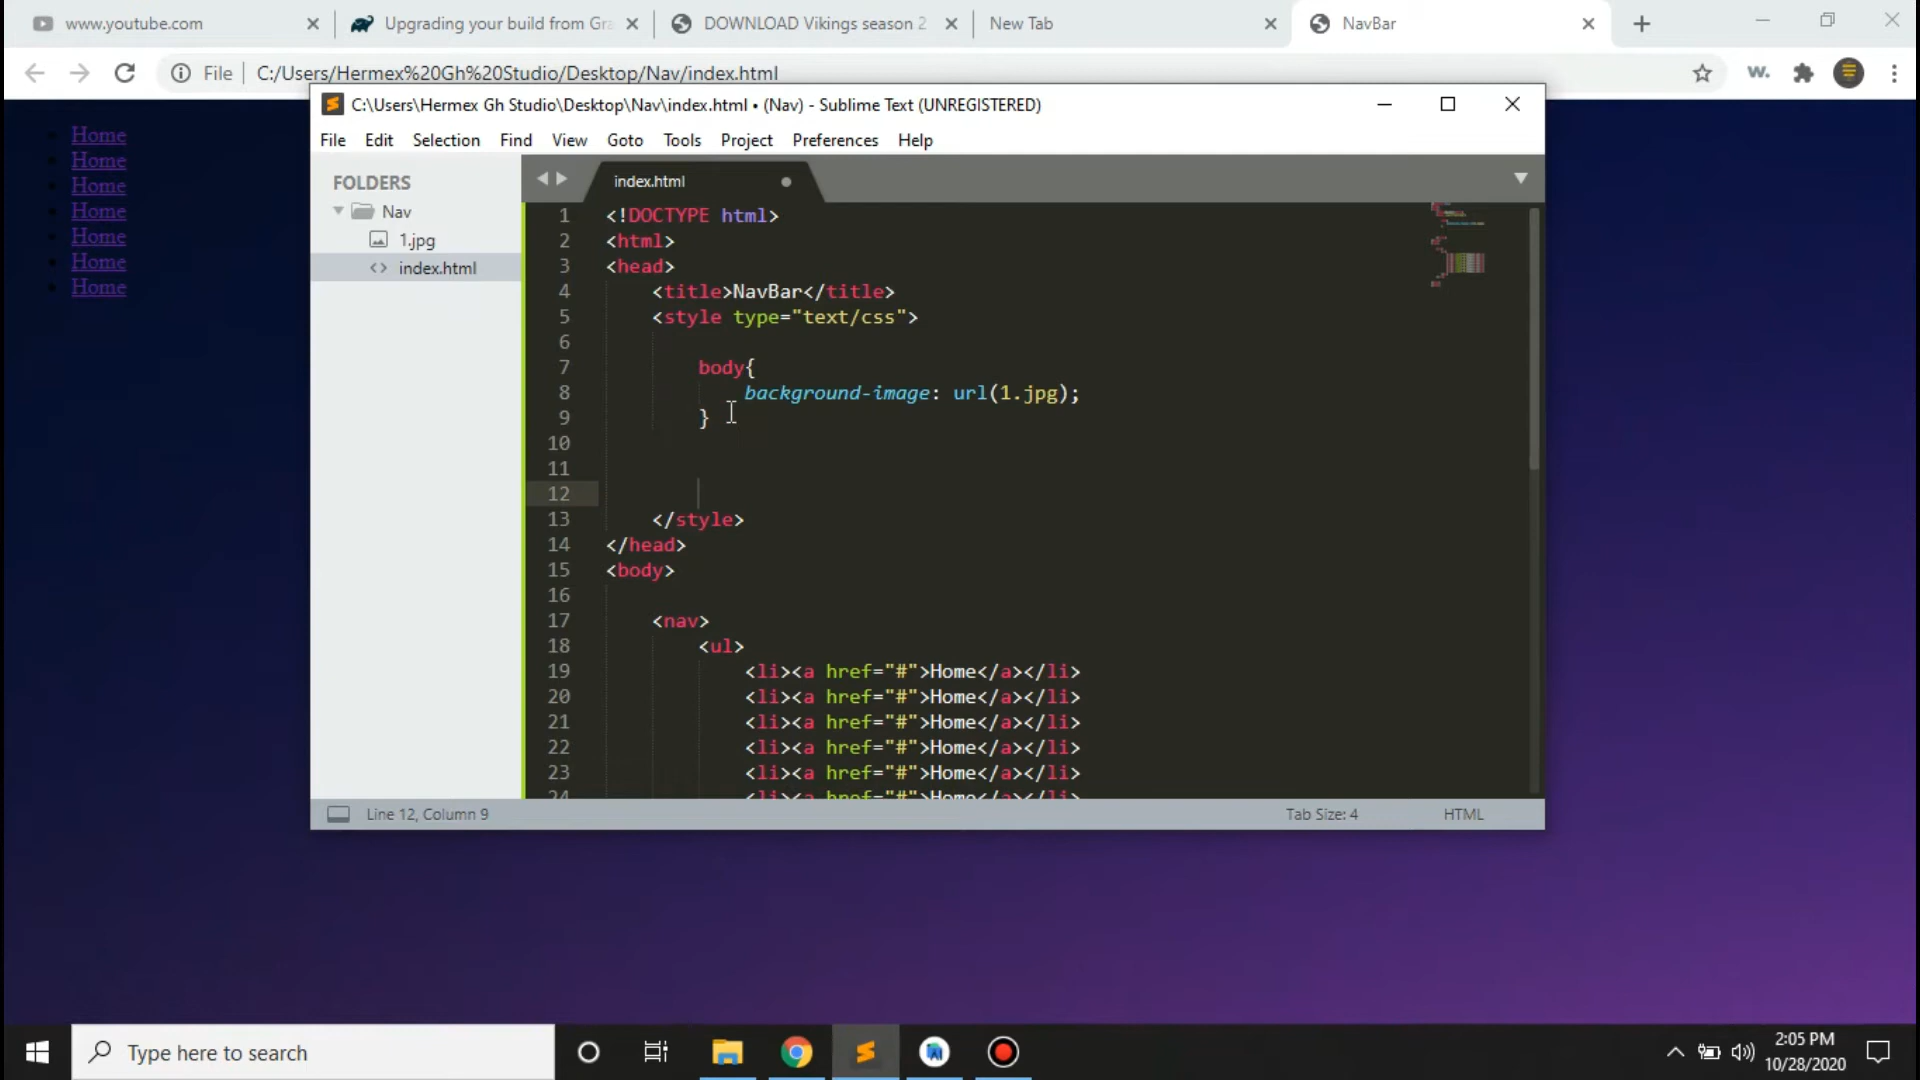 www.youtube.com
Upgrading your build from Gra
DOWNLOAD Vikings season 2
New Tab
NavBar
File
C:/Users/Hermex%20Gh%20Studio/Desktop/Nav/index.html
w.
C:\Users\Hermex Gh Studio\Desktop\Nav\index.html • (Nav) - Sublime Text (UNREGISTERED)
File Edit Selection Find View Goto Tools Project Preferences Help
Home
Home
Home
Home
Home
Home
Home
FOLDERS
Nav
1.jpg
index.html
index.html
1 <!DOCTYPE html>
2 <html>
3 <head>
4 <title>NavBar</title>
5 <style type="text/css">
6
7 body{
8 background-image: url(1.jpg);
9 }
10
11
12
13 </style>
14 </head>
15 <body>
16
17 <nav>
18 <ul>
19 <li><a href="#">Home</a></li>
20 <li><a href="#">Home</a></li>
21 <li><a href="#">Home</a></li>
22 <li><a href="#">Home</a></li>
23 <li><a href="#">Home</a></li>
24 <li><a href="#">Home</a></li>
Line 12, Column 9
Tab Size: 4
HTML
Type here to search
2:05 PM
10/28/2020